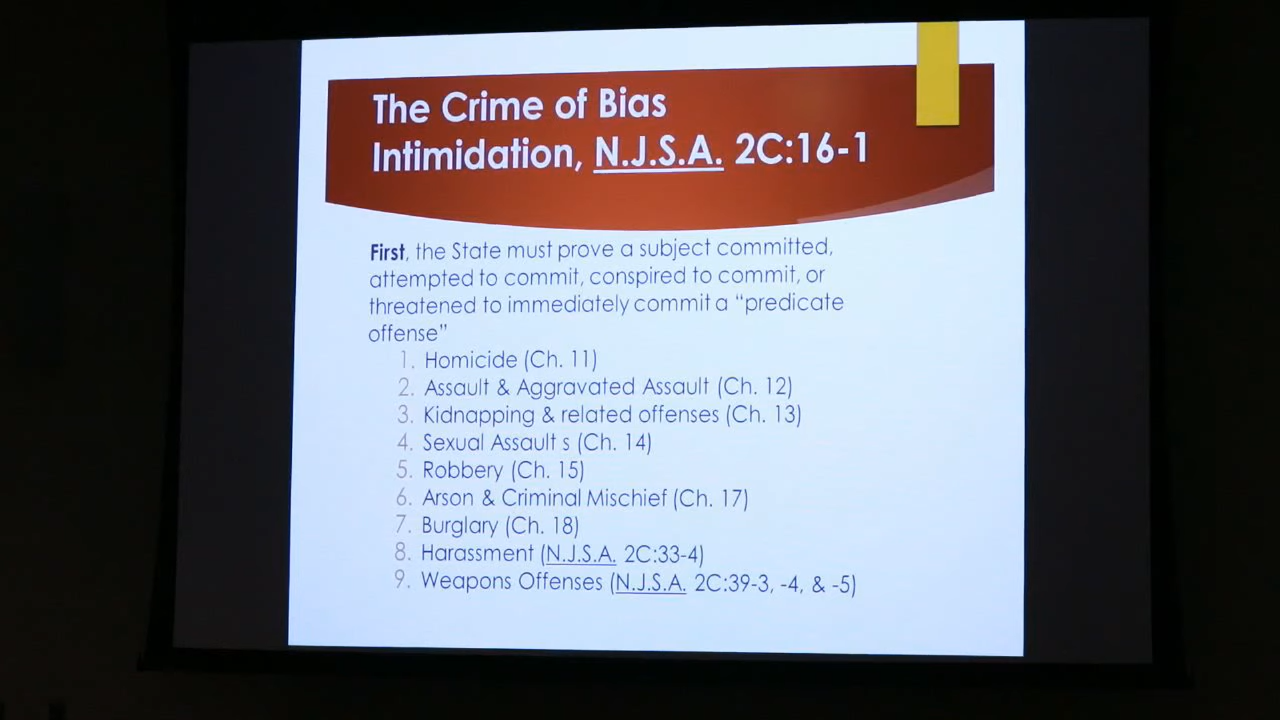 The Crime of Bias
Intimidation, N.J.S.A. 2C:16-1
First, the State must prove a subject committed,
attempted to commit, conspired to commit, or
threatened to immediately commit a “predicate
offense”
1. Homicide (Ch. 11)
2. Assault & Aggravated Assault (Ch. 12)
3. Kidnapping & related offenses (Ch. 13)
4. Sexual Assault s (Ch. 14)
5. Robbery (Ch. 15)
6. Arson & Criminal Mischief (Ch. 17)
7. Burglary (Ch. 18)
8. Harassment (N.J.S.A. 2C:33-4)
9. Weapons Offenses (N.J.S.A. 2C:39-3, -4, & -5)